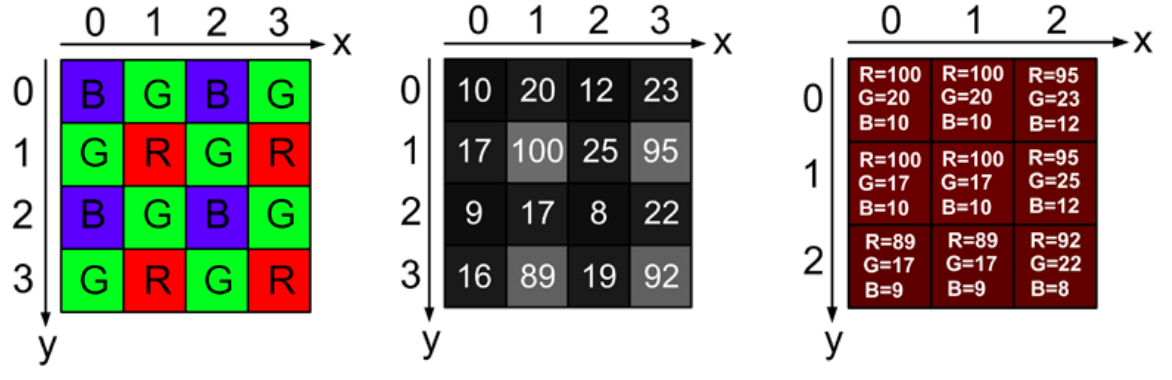 0 1 2 3
x
0 B G B G
1 G R G R
2 B G B G
3 G R G R
y
0 1 2 3
x
0 10 20 12 23
1 17 100 25 95
2 9 17 8 22
3 16 89 19 92
y
0 1 2
x
R=100 R=100 R=95
0 G=20 G=20 G=23
B=10 B=10 B=12
R=100 R=100 R=95
1 G=17 G=17 G=25
B=10 B=10 B=12
R=89 R=89 R=92
2 G=17 G=17 G=22
B=9 B=9 B=8
y